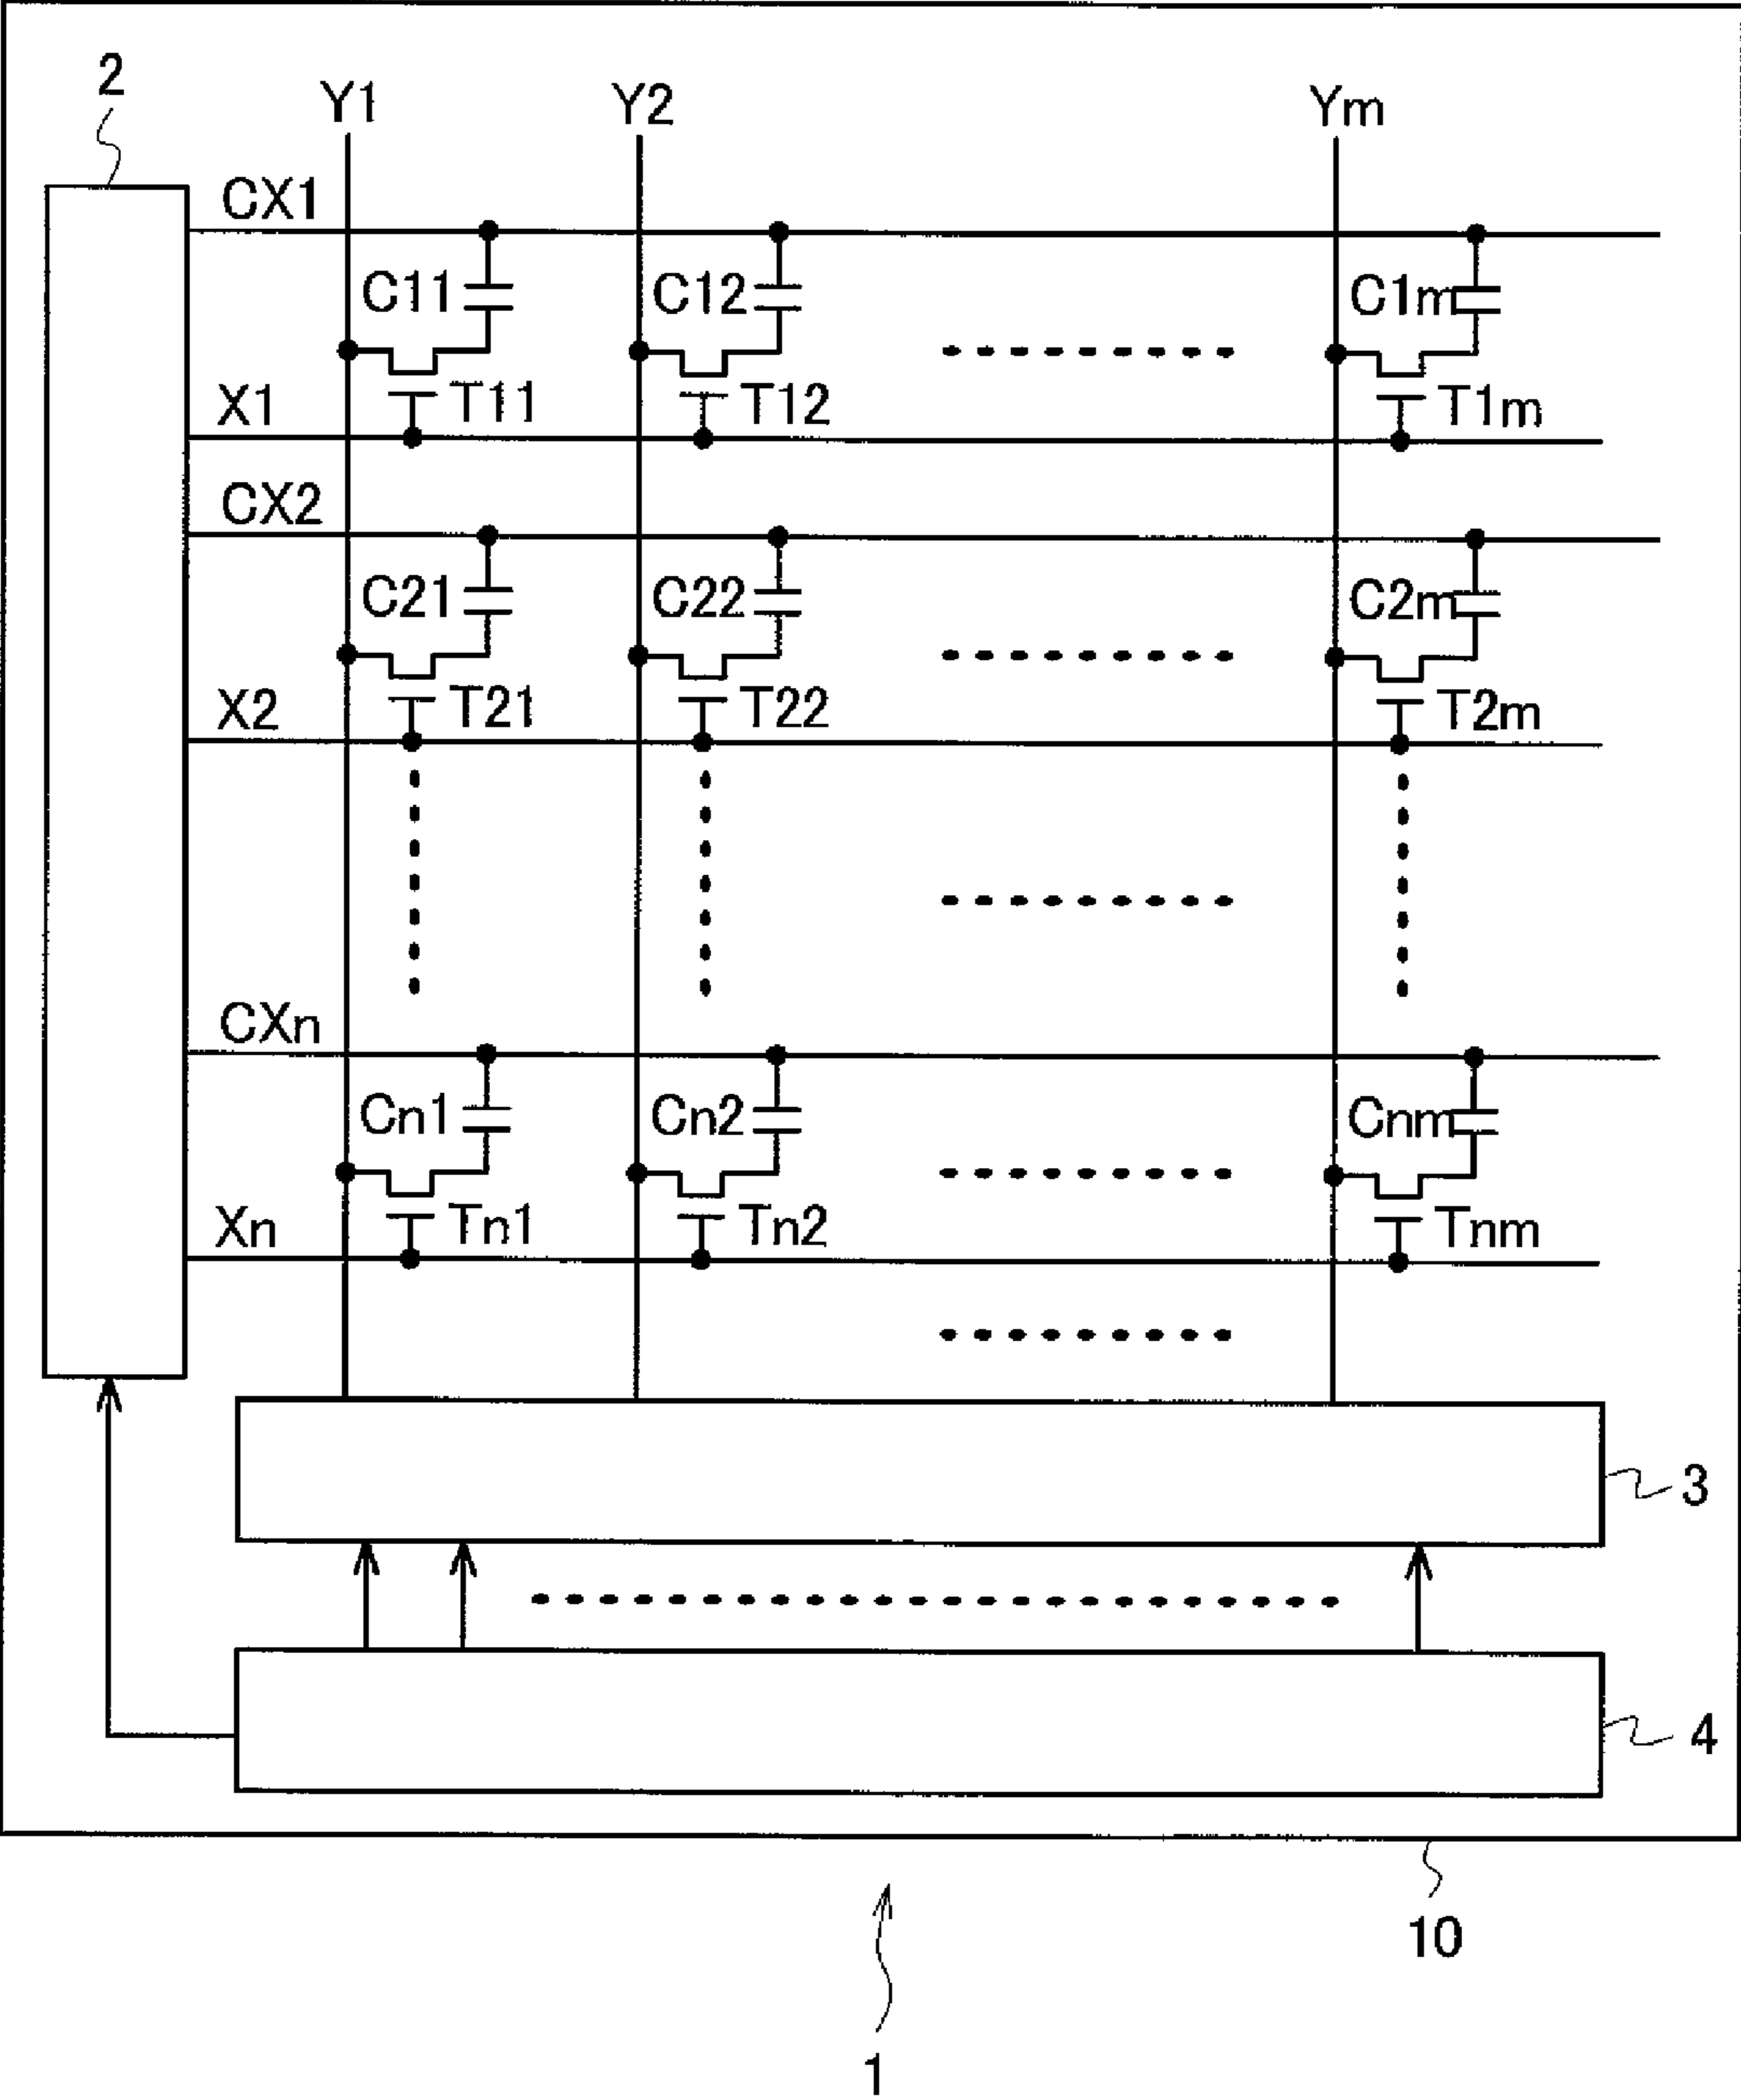 2
Y1 Y2 Ym
CX1
C11 C12 C1m
X1 T11 T12 T1m
CX2
C21 C22 C2m
X2 T21 T22 T2m
CXn
Cn1 Cn2 Cnm
Xn Tn1 Tn2 Tnm
3
4
10
1